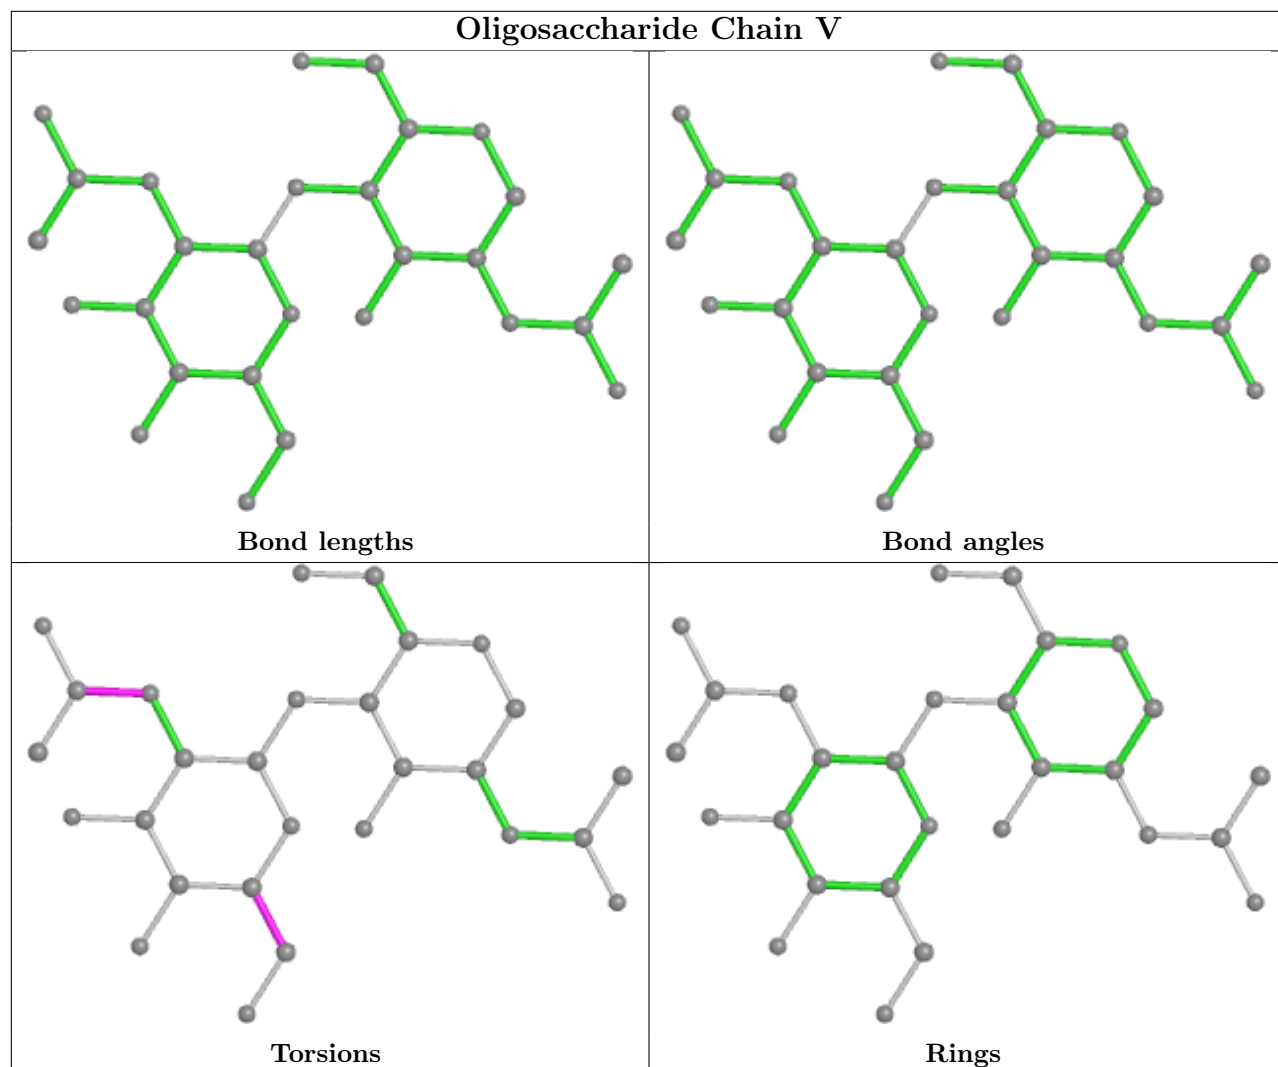 Oligosaccharide Chain V
Bond lengths
Bond angles
Torsions
Rings